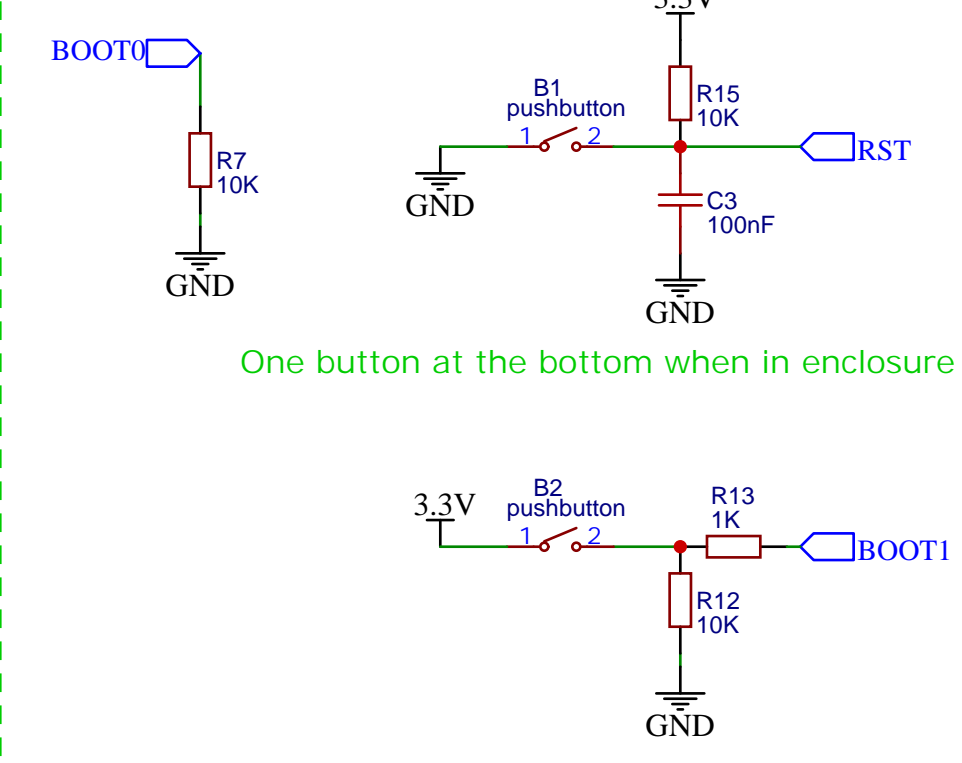 3.3V
BOOT0
R7
10K
GND
B1
pushbutton
1 2
R15
10K
RST
GND
C3
100nF
GND
One button at the bottom when in enclosure
3.3V
B2
pushbutton
1 2
R13
1K
BOOT1
R12
10K
GND